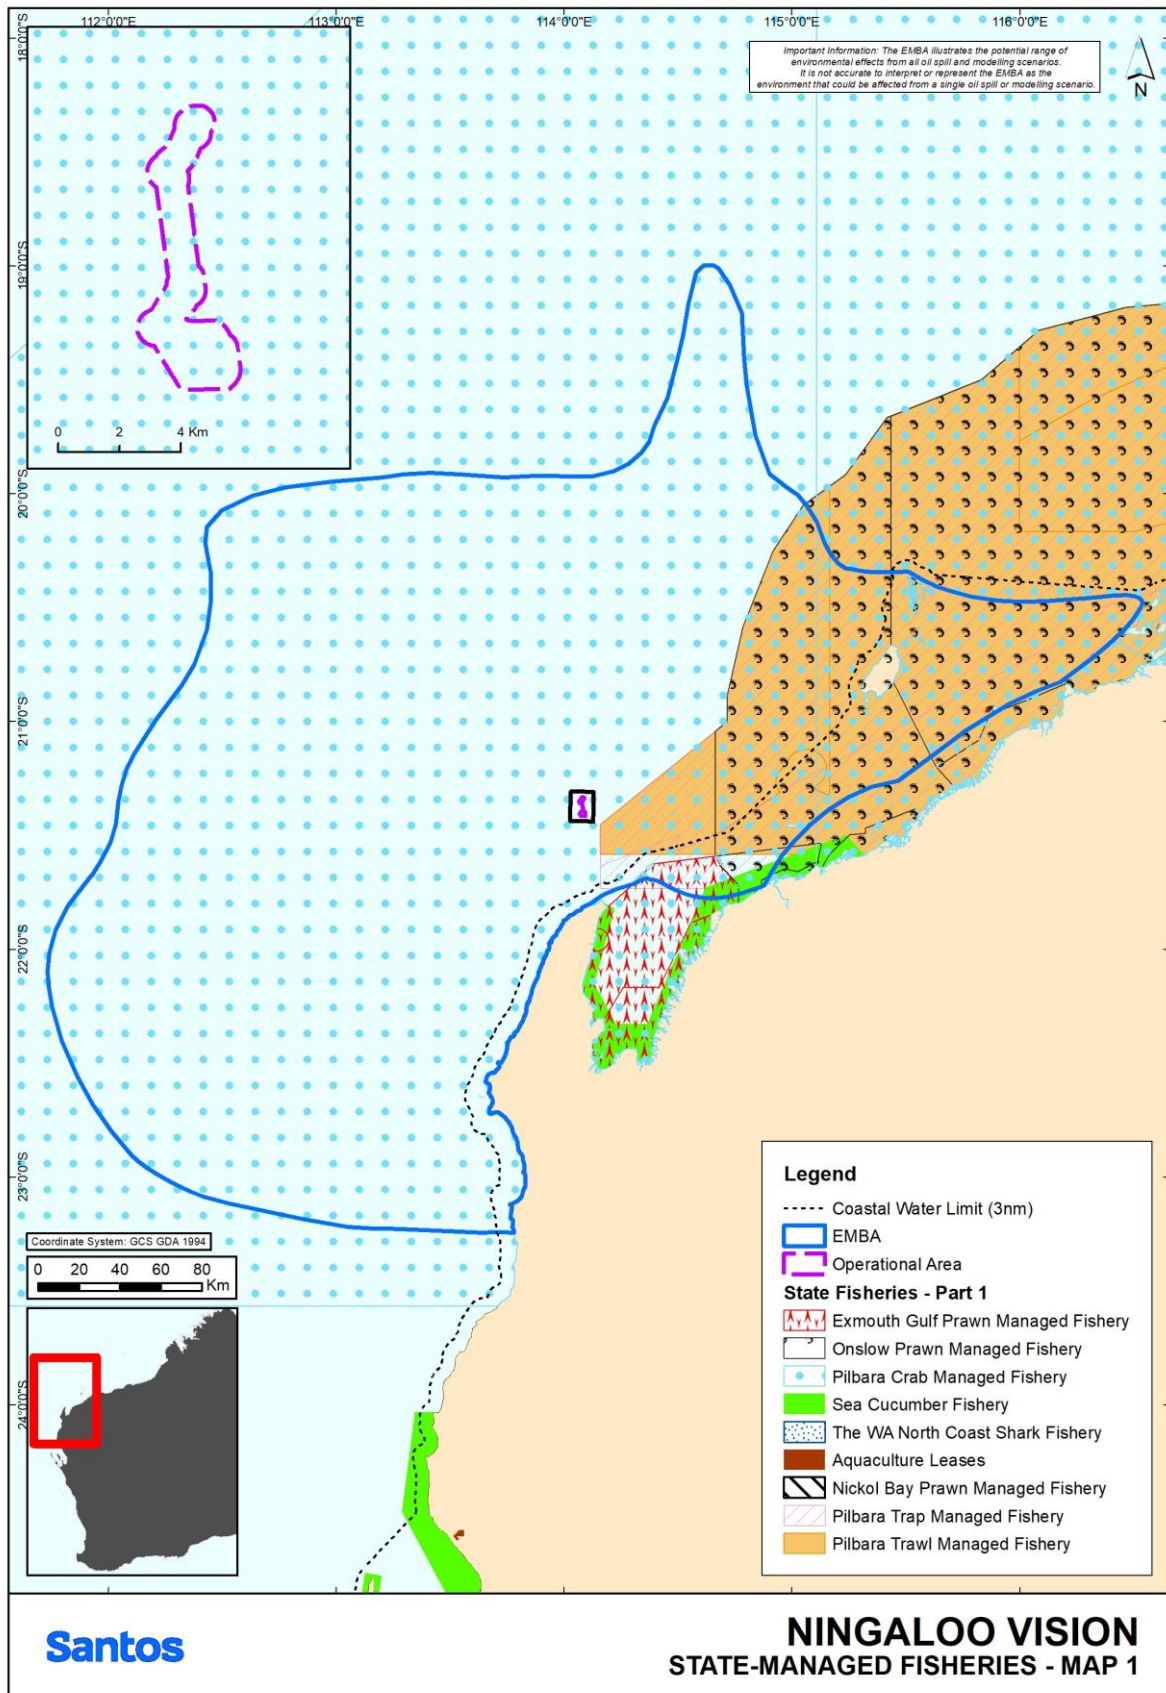 112°0'0"E
113°0'0"E
114°0'0"E
115°0'0"E
116°0'0"E
18°0'0"S
19°0'0"S
20°0'0"S
21°0'0"S
22°0'0"S
23°0'0"S
24°0'0"S
Important Information: The EMBA illustrates the potential range of
environmental effects from all oil spill and modelling scenarios.
It is not accurate to interpret or represent the EMBA as the
environment that could be affected from a single oil spill or modelling scenario.
N
0 2 4 Km
Coordinate System: GCS GDA 1994
0 20 40 60 80
Km
Legend
Coastal Water Limit (3nm)
EMBA
Operational Area
State Fisheries - Part 1
Exmouth Gulf Prawn Managed Fishery
Onslow Prawn Managed Fishery
Pilbara Crab Managed Fishery
Sea Cucumber Fishery
The WA North Coast Shark Fishery
Aquaculture Leases
Nickol Bay Prawn Managed Fishery
Pilbara Trap Managed Fishery
Pilbara Trawl Managed Fishery
Santos
NINGALOO VISION
STATE-MANAGED FISHERIES - MAP 1